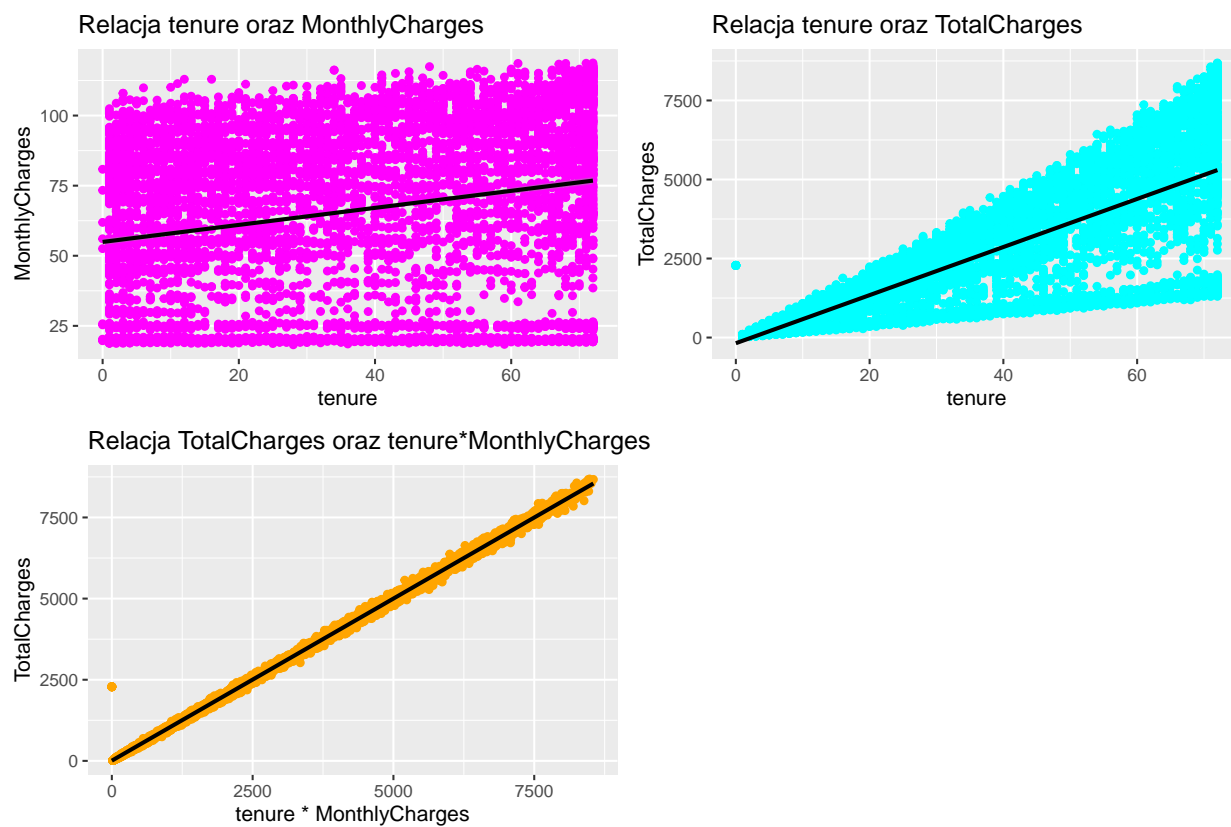 Relacja tenure oraz MonthlyCharges
MonthlyCharges
100
75
50
25
0
20
40
60
tenure
Relacja tenure oraz TotalCharges
TotalCharges
7500
5000
2500
0
0
20
40
60
tenure
Relacja TotalCharges oraz tenure*MonthlyCharges
TotalCharges
7500
5000
2500
0
0
2500
5000
7500
tenure * MonthlyCharges